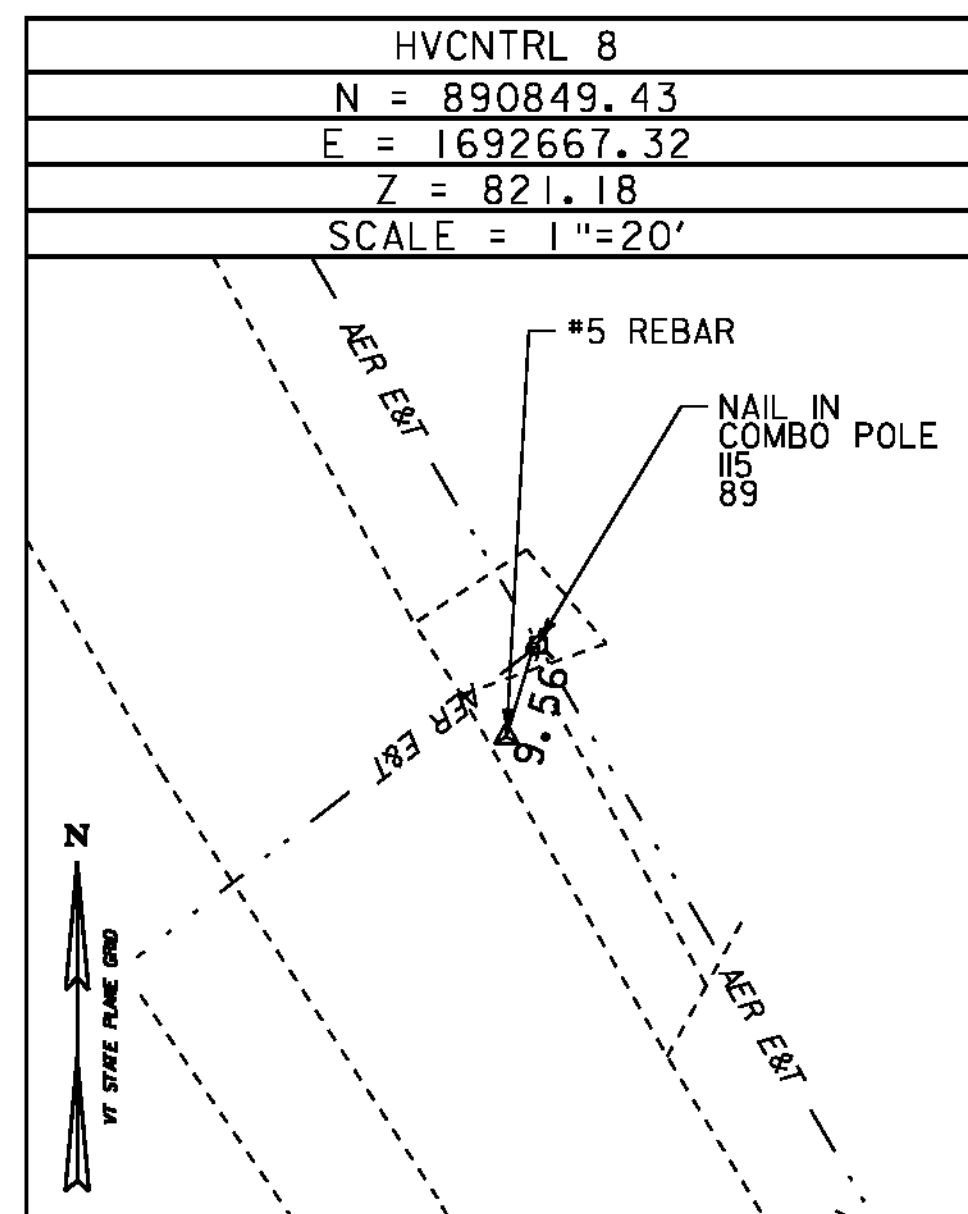 HVCNTRL 8
N = 890849.43
E = 1692667.32
Z = 821.18
SCALE = 1"=20'
#5 REBAR
AER E&T
NAIL IN
COMBO POLE
115
89
9.56
AER E&T
N
VT STATE PLANE GRID
AER E&T